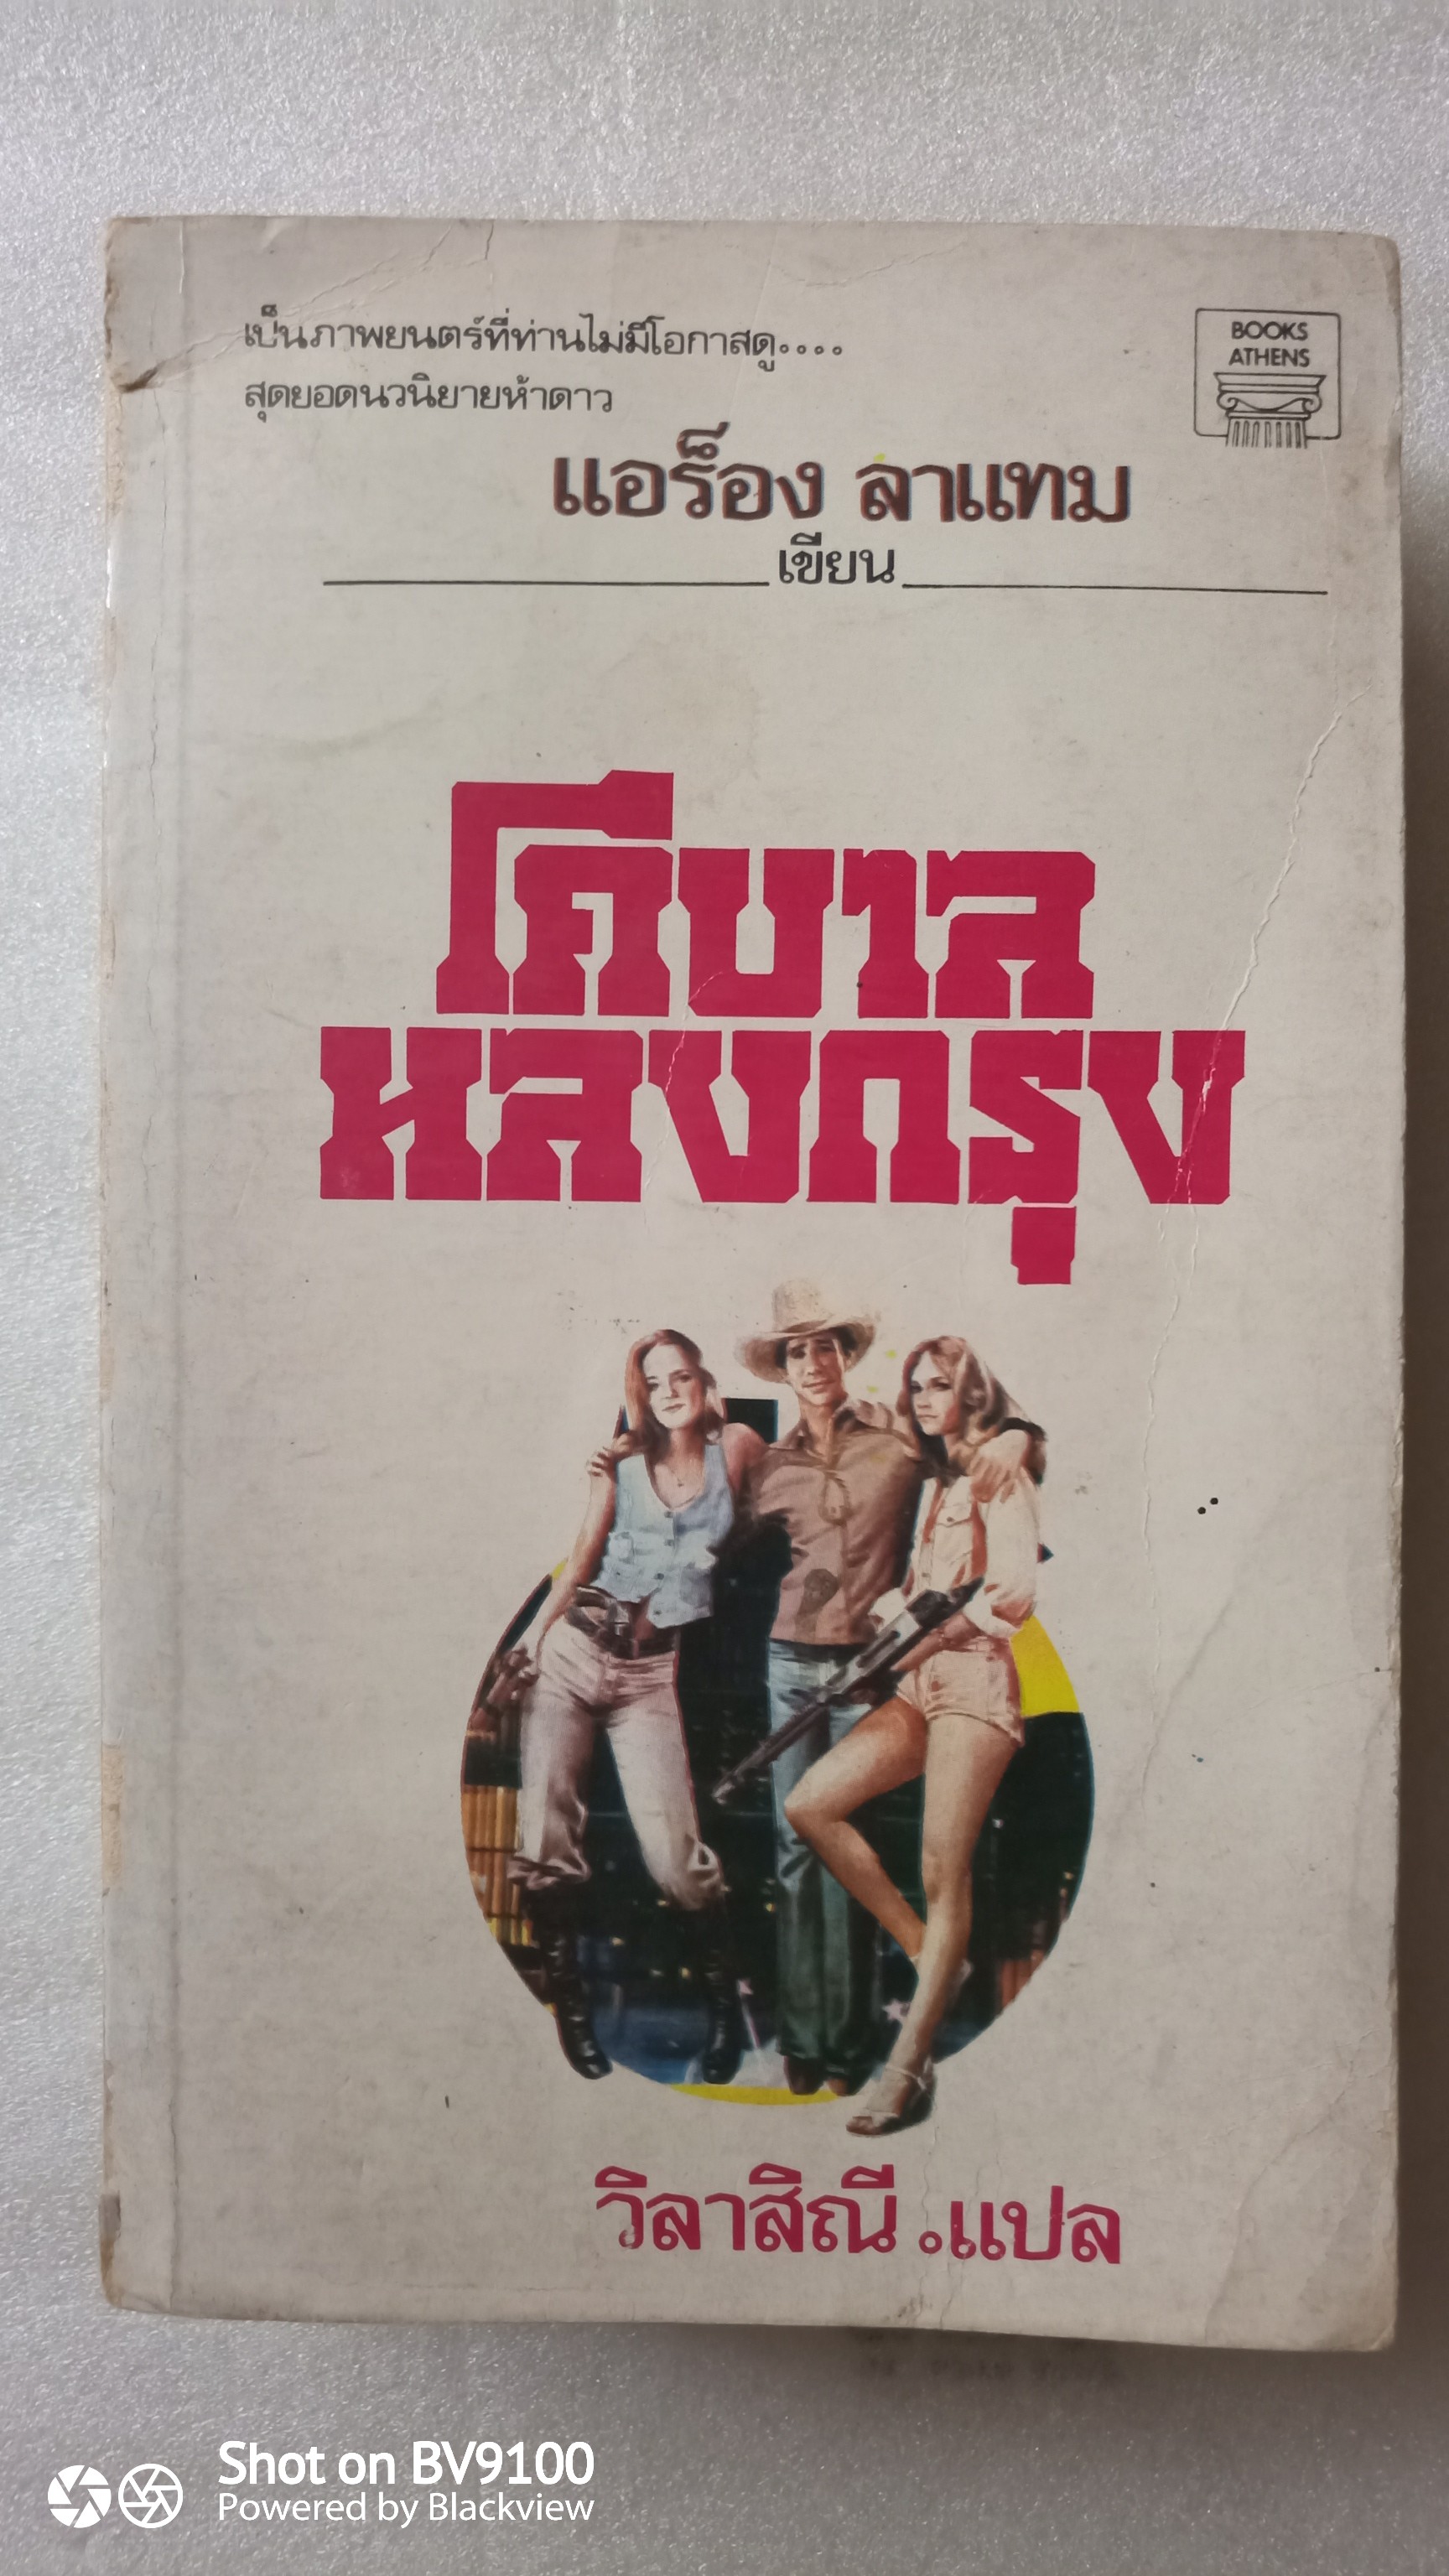 เป็นภาพยนตร์ที่ท่านไม่มีโอกาสดู....
สุดยอดนวนิยายห้าดาว
BOOKS
ATHENS
แอร็อง ลาแทม
เขียน
โคบาล
หลงกรุง
วิลาสิณี .แปล
Shot on BV9100
Powered by Blackview